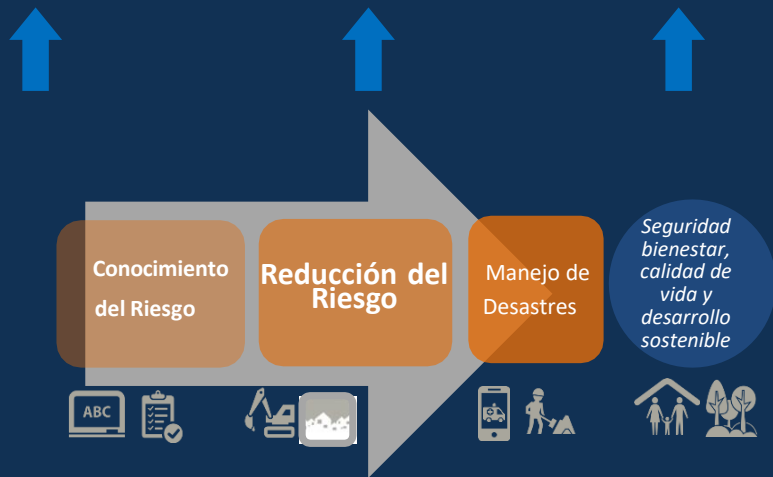 Conocimiento
del Riesgo
Reducción del
Riesgo
Manejo de
Desastres
Seguridad
bienestar,
calidad de
vida y
desarrollo
sostenible
ABC